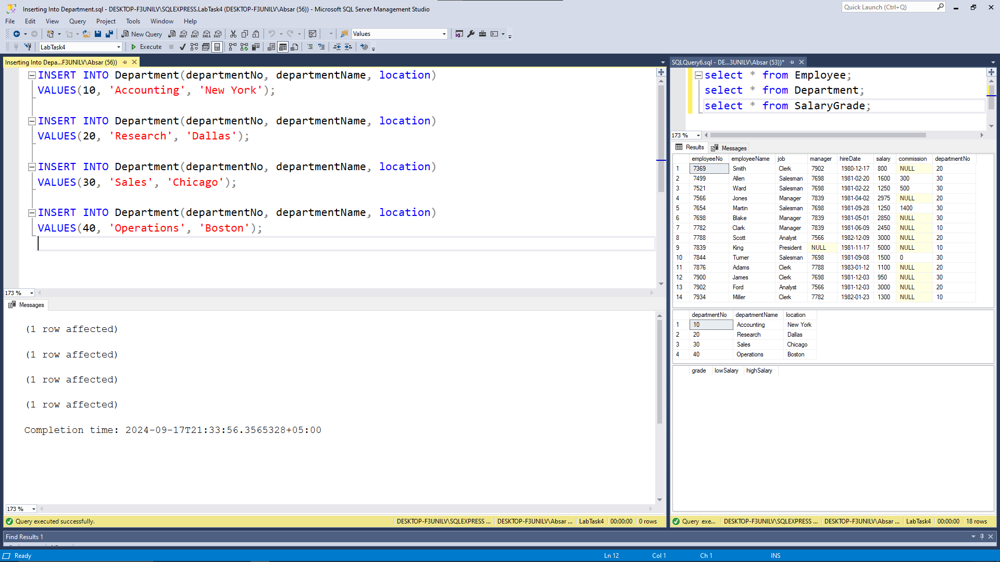 Inserting Into Department.sql - DESKTOP-F3UNILV\SQLEXPRESS.LabTask4 (DESKTOP-F3UNILV\Absar (56)) - Microsoft SQL Server Management Studio
Quick Launch (Ctrl+Q)
File Edit View Query Project Tools Window Help
New Query MDX DMX XMLA DAX Values
LabTask4 Execute
Inserting Into Depa...F3UNILV\Absar (56))
INSERT INTO Department(departmentNo, departmentName, location)
VALUES(10, 'Accounting', 'New York');
INSERT INTO Department(departmentNo, departmentName, location)
VALUES(20, 'Research', 'Dallas');
INSERT INTO Department(departmentNo, departmentName, location)
VALUES(30, 'Sales', 'Chicago');
INSERT INTO Department(departmentNo, departmentName, location)
VALUES(40, 'Operations', 'Boston');
173 %
Messages
(1 row affected)
(1 row affected)
(1 row affected)
(1 row affected)
Completion time: 2024-09-17T21:33:56.3565328+05:00
173 %
Query executed successfully. DESKTOP-F3UNILV\SQLEXPRESS ... DESKTOP-F3UNILV\Absar ... LabTask4 00:00:00 0 rows
SQLQuery6.sql - DE...3UNILV\Absar (53))*
select * from Employee;
select * from Department;
select * from SalaryGrade;
173 %
Results Messages
employeeNo employeeName job manager hireDate salary commission departmentNo
1 7369 Smith Clerk 7902 1980-12-17 800 NULL 20
2 7499 Allen Salesman 7698 1981-02-20 1600 300 30
3 7521 Ward Salesman 7698 1981-02-22 1250 500 30
4 7566 Jones Manager 7839 1981-04-02 2975 NULL 20
5 7654 Martin Salesman 7698 1981-09-28 1250 1400 30
6 7698 Blake Manager 7839 1981-05-01 2850 NULL 30
7 7782 Clark Manager 7839 1981-06-09 2450 NULL 10
8 7788 Scott Analyst 7566 1982-12-09 3000 NULL 20
9 7839 King President NULL 1981-11-17 5000 NULL 10
10 7844 Turner Salesman 7698 1981-09-08 1500 0 30
11 7876 Adams Clerk 7788 1983-01-12 1100 NULL 20
12 7900 James Clerk 7698 1981-12-03 950 NULL 30
13 7902 Ford Analyst 7566 1981-12-03 3000 NULL 20
14 7934 Miller Clerk 7782 1982-01-23 1300 NULL 10
departmentNo departmentName location
1 10 Accounting New York
2 20 Research Dallas
3 30 Sales Chicago
4 40 Operations Boston
grade lowSalary highSalary
Query exe... DESKTOP-F3UNILV\SQLEXPRESS ... DESKTOP-F3UNILV\Absar ... LabTask4 00:00:00 18 rows
Find Results 1
Ready Ln 12 Col 1 Ch 1 INS